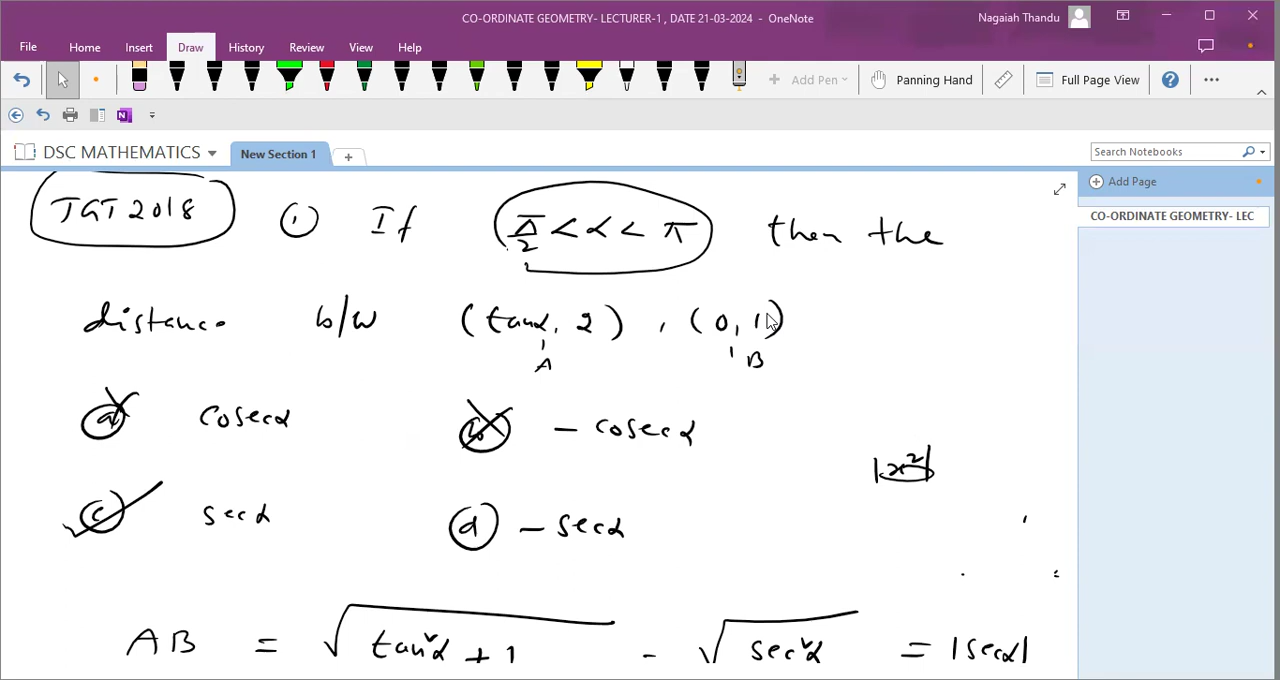 CO-ORDINATE GEOMETRY- LECTURER-1 , DATE 21-03-2024 - OneNote
Nagaiah Thandu
File Home Insert Draw History Review View Help
Add Pen Panning Hand Full Page View
DSC MATHEMATICS New Section 1 Search Notebooks
Add Page
CO-ORDINATE GEOMETRY- LEC
TGT 2018 ① If π/2 < α < π then the
distance b/w (tanα, 2) , (0, 1)
A B
ⓐ cosecα ⓑ – cosecα
|x²|
ⓒ secα ⓓ – secα
AB = √tan²α + 1 = √sec²α = |secα|